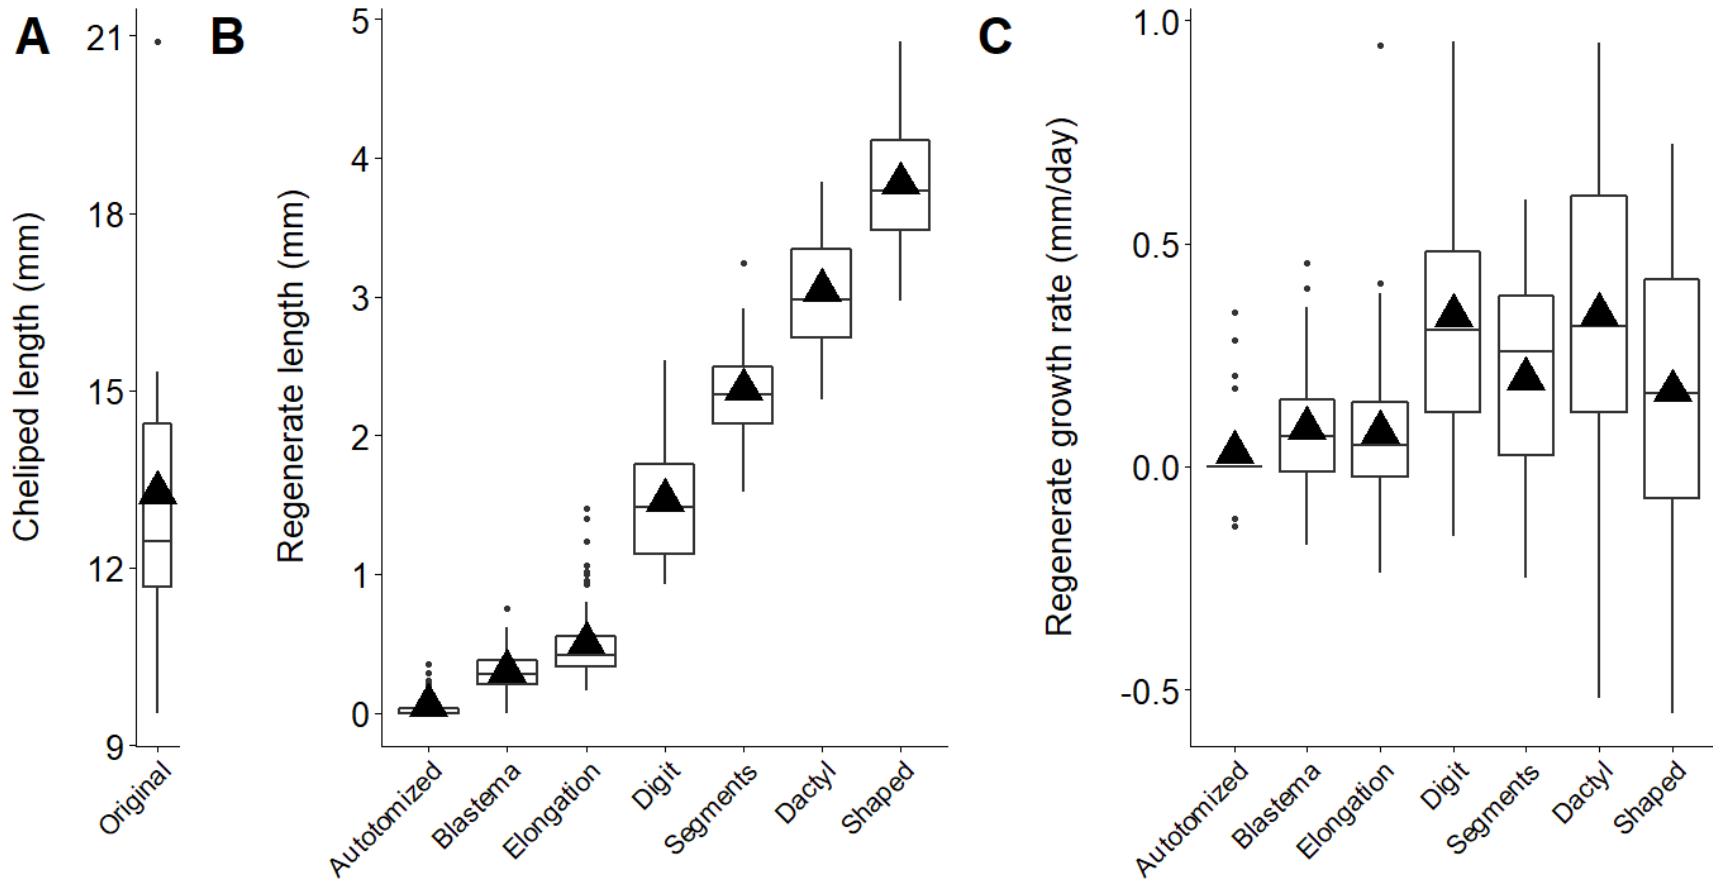 A
Cheliped length (mm)
21
18
15
12
9
Original
B
Regenerate length (mm)
5
4
3
2
1
0
Autotomized
Blastema
Elongation
Digit
Segments
Dactyl
Shaped
C
Regenerate growth rate (mm/day)
1.0
0.5
0.0
-0.5
Autotomized
Blastema
Elongation
Digit
Segments
Dactyl
Shaped